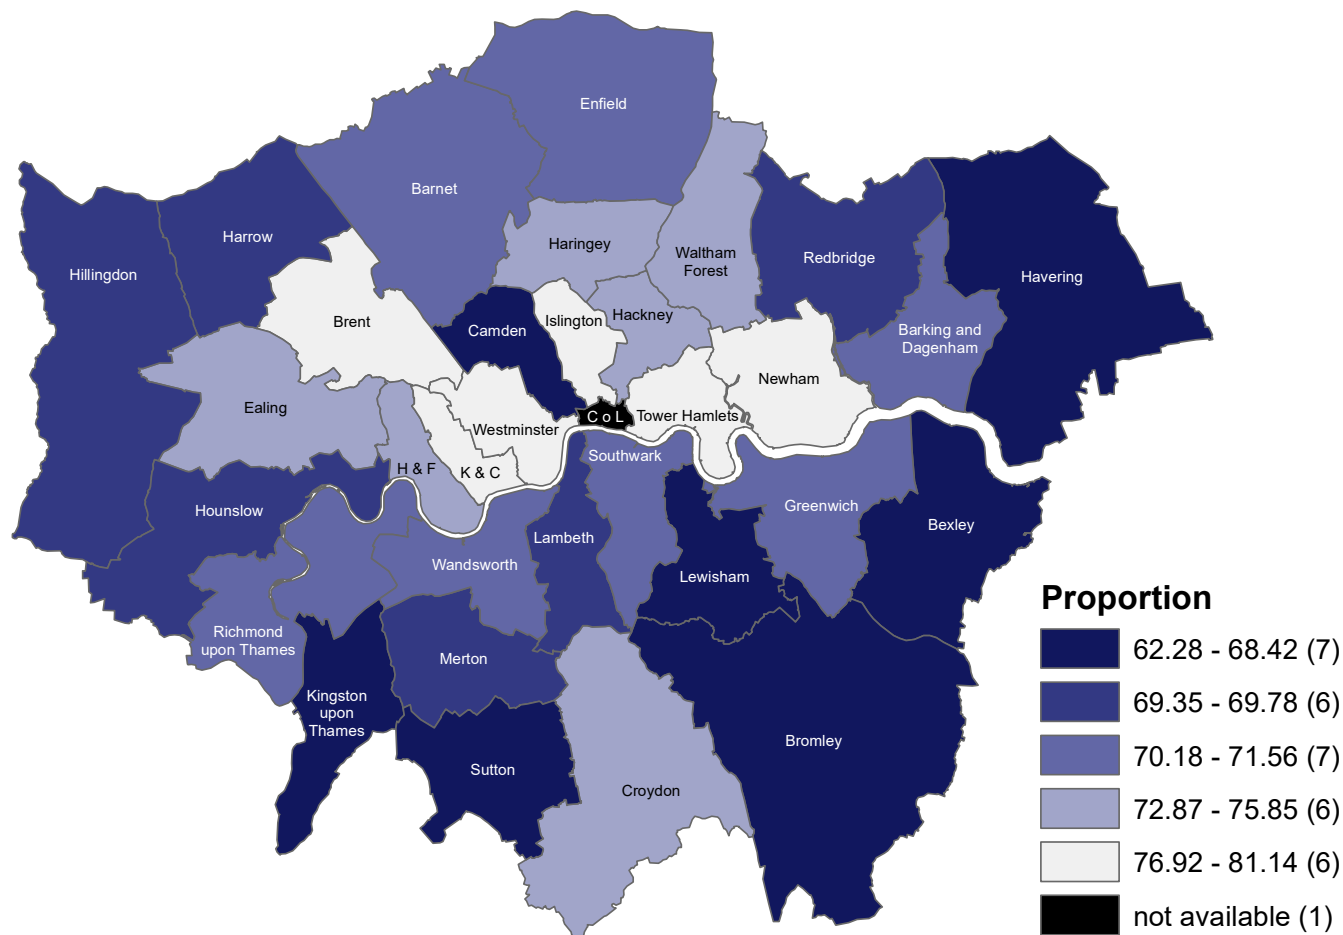 Enfield
Barnet
Harrow
Haringey
Waltham
Forest
Redbridge
Hillingdon
Havering
Brent
Camden
Islington
Hackney
Barking and
Dagenham
Newham
Ealing
Westminster
C o L
Tower Hamlets
H & F
K & C
Southwark
Hounslow
Greenwich
Bexley
Lambeth
Wandsworth
Lewisham
Richmond
upon Thames
Merton
Kingston
upon
Thames
Sutton
Croydon
Bromley
Proportion
62.28 - 68.42 (7)
69.35 - 69.78 (6)
70.18 - 71.56 (7)
72.87 - 75.85 (6)
76.92 - 81.14 (6)
not available (1)